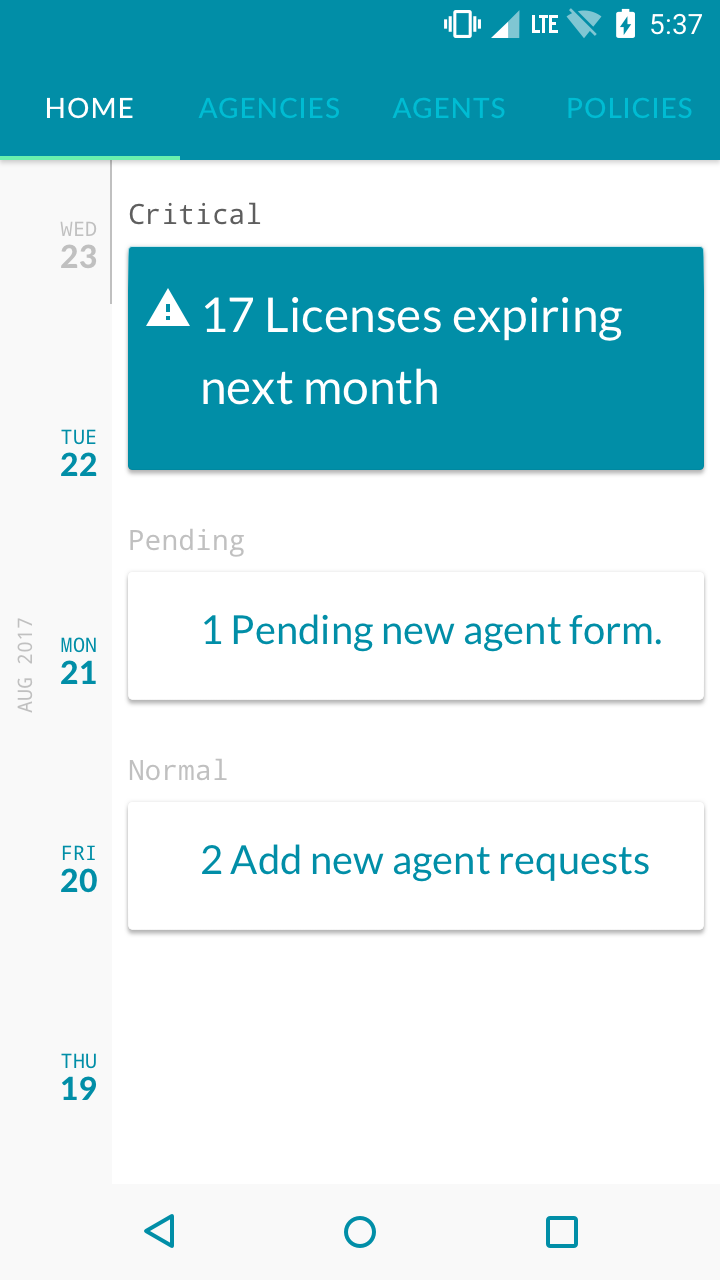 LTE 5:37
HOME AGENCIES AGENTS POLICIES
WED
23
TUE
22
AUG 2017
MON
21
FRI
20
THU
19
Critical
17 Licenses expiring
next month
Pending
1 Pending new agent form.
Normal
2 Add new agent requests